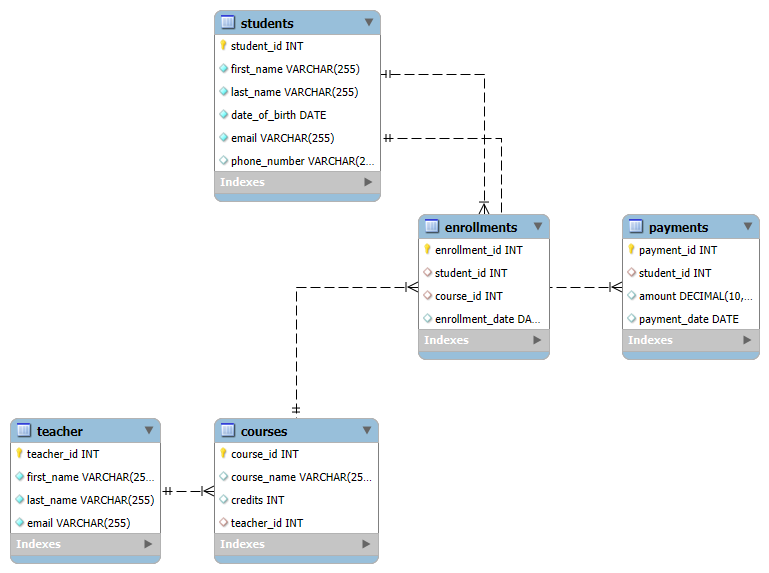 students
student_id INT
first_name VARCHAR(255)
last_name VARCHAR(255)
date_of_birth DATE
email VARCHAR(255)
phone_number VARCHAR(2...
Indexes
enrollments
enrollment_id INT
student_id INT
course_id INT
enrollment_date DA...
Indexes
payments
payment_id INT
student_id INT
amount DECIMAL(10,...
payment_date DATE
Indexes
teacher
teacher_id INT
first_name VARCHAR(25...
last_name VARCHAR(255)
email VARCHAR(255)
Indexes
courses
course_id INT
course_name VARCHAR(25...
credits INT
teacher_id INT
Indexes